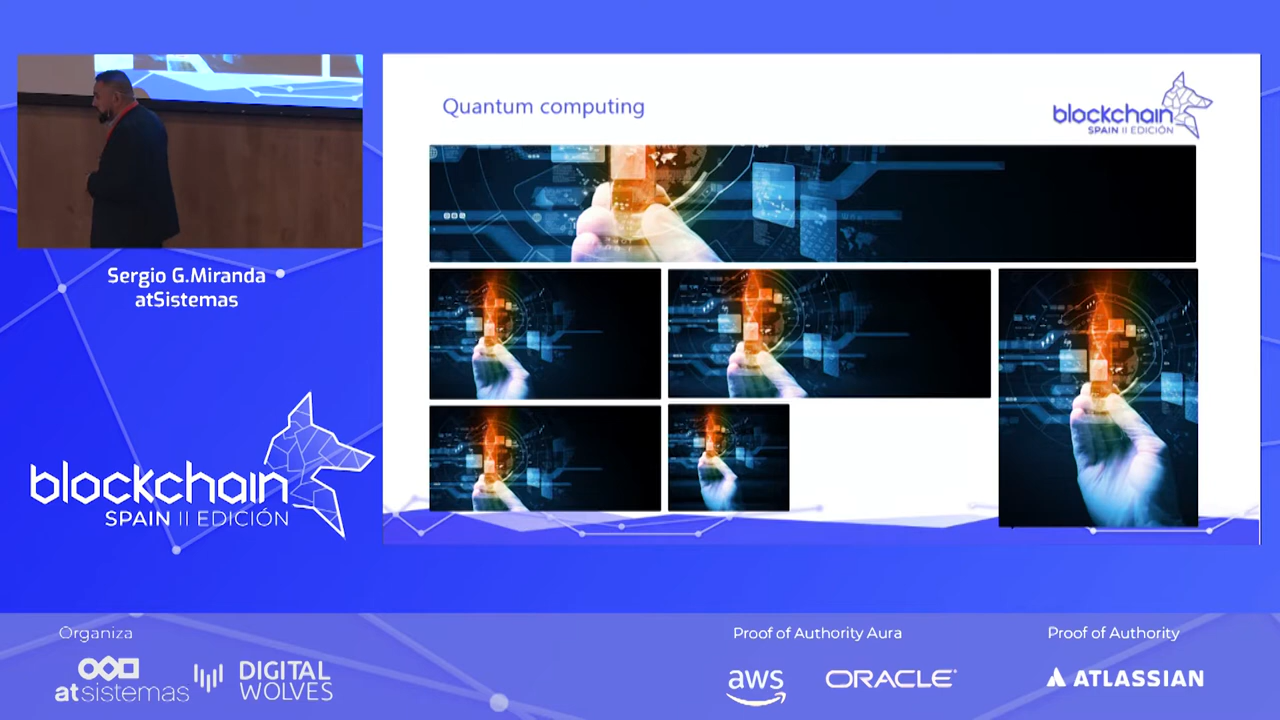 Quantum computing
blockchain
SPAIN II EDICIÓN
Sergio G.Miranda
atSistemas
blockchain
SPAIN II EDICIÓN
Organiza
atsistemas
DIGITAL
WOLVES
Proof of Authority Aura
aws
ORACLE
Proof of Authority
ATLASSIAN